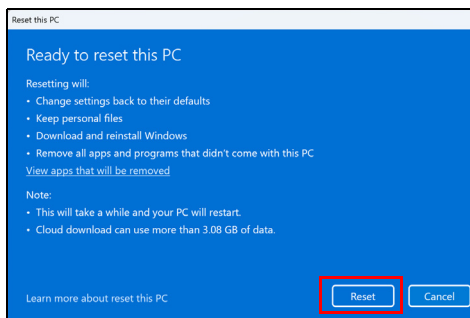 Reset this PC
Ready to reset this PC
Resetting will:
• Change settings back to their defaults
• Keep personal files
• Download and reinstall Windows
• Remove all apps and programs that didn't come with this PC
View apps that will be removed
Note:
• This will take a while and your PC will restart.
• Cloud download can use more than 3.08 GB of data.
Learn more about reset this PC
Reset
Cancel